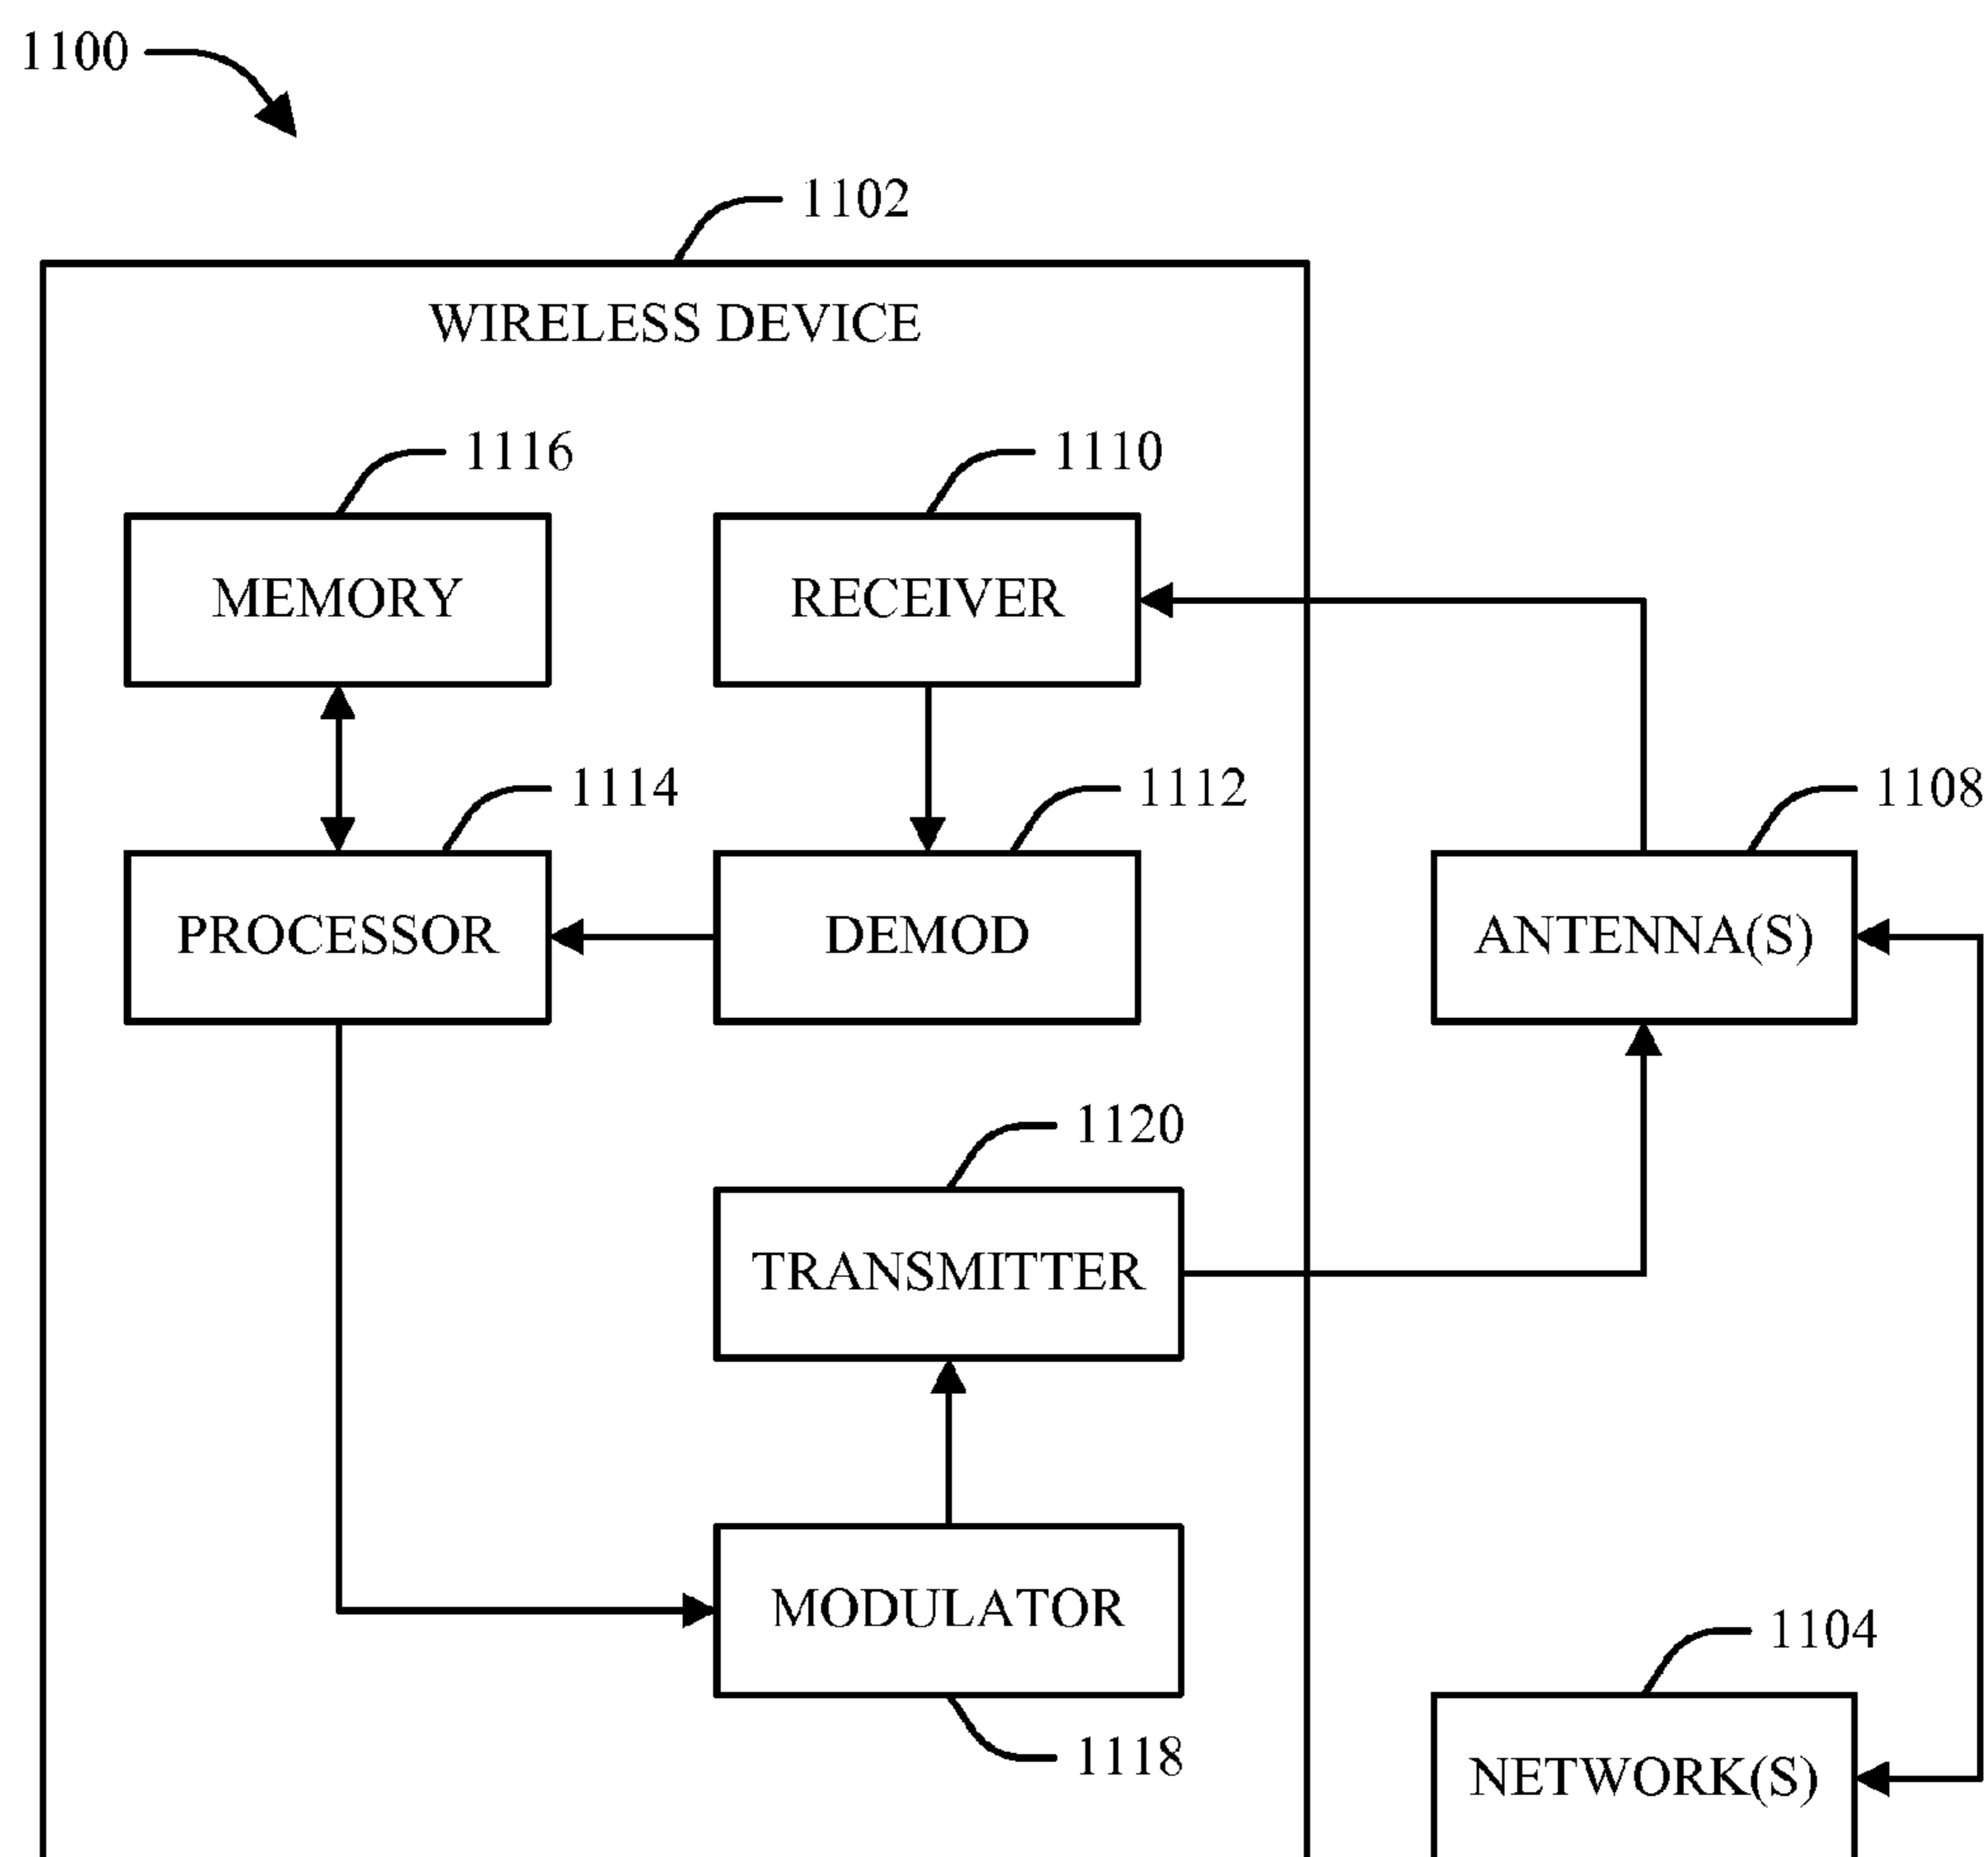 1100
1102
WIRELESS DEVICE
1116
1110
MEMORY
RECEIVER
1114
1112
1108
PROCESSOR
DEMOD
ANTENNA(S)
1120
TRANSMITTER
MODULATOR
1104
1118
NETWORK(S)